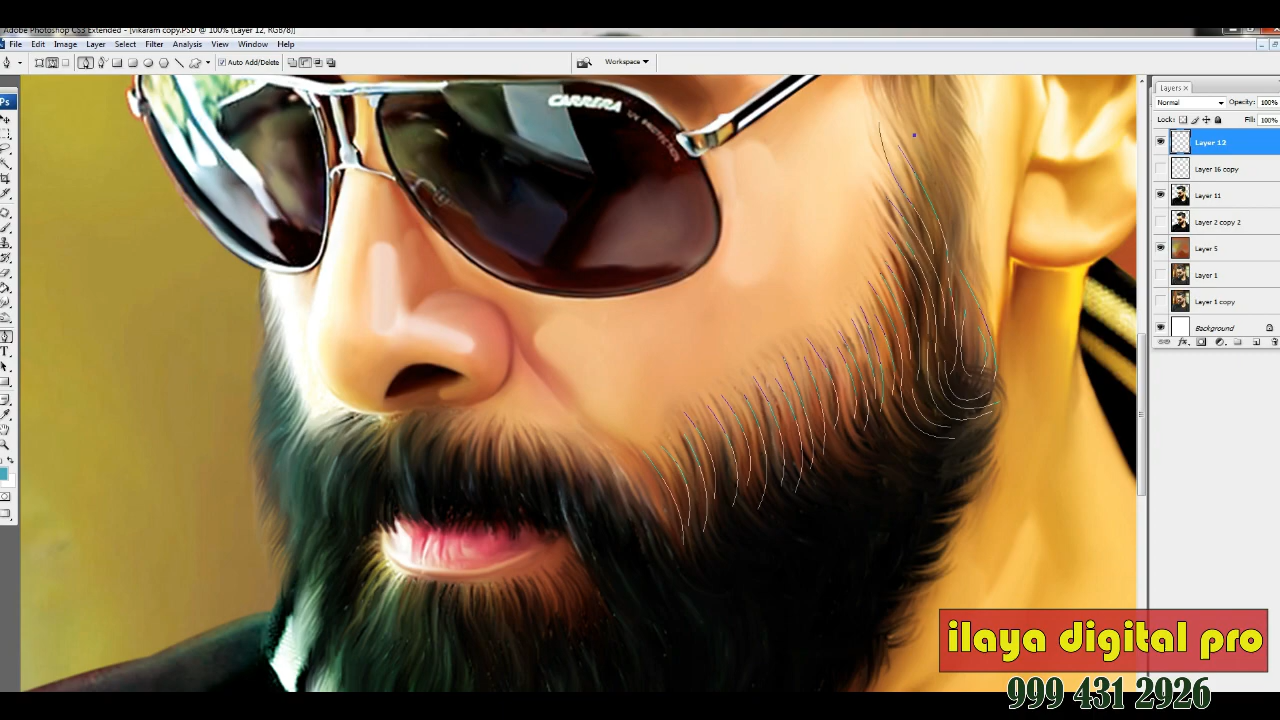 Adobe Photoshop CS3 Extended - [vikaram copy.PSD @ 100% (Layer 12, RGB/8)]
File Edit Image Layer Select Filter Analysis View Window Help
Auto Add/Delete
Workspace
Ps
Layers x
Normal Opacity: 100%
Lock: Fill: 100%
Layer 12
Layer 16 copy
Layer 11
Layer 2 copy 2
Layer 5
Layer 1
Layer 1 copy
Background
CARRERA
UV PROTECTION
ilaya digital pro
999 431 2926